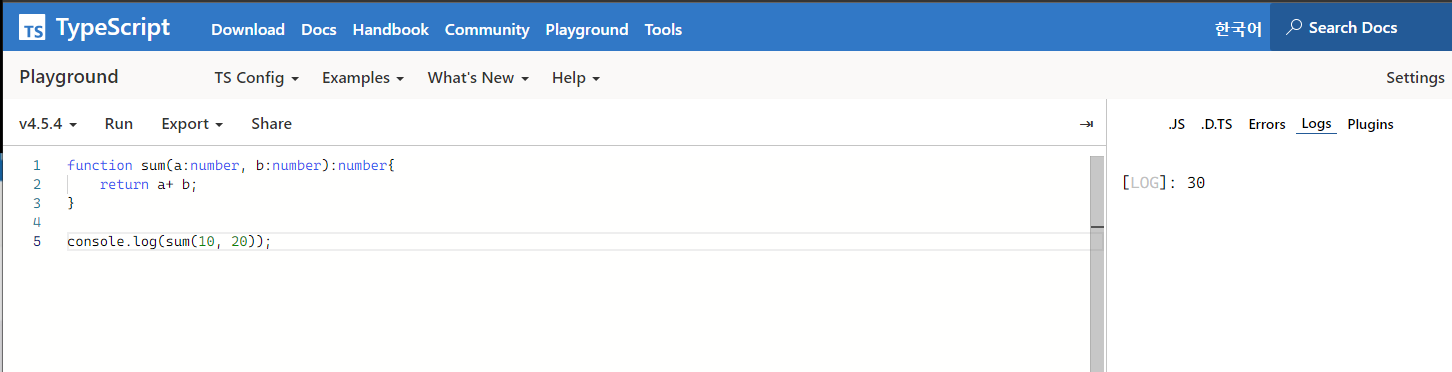 TS TypeScript Download Docs Handbook Community Playground Tools 한국어 Search Docs
Playground TS Config Examples What's New Help Settings
v4.5.4 Run Export Share
.JS .D.TS Errors Logs Plugins
1 function sum(a:number, b:number):number{
2 return a+ b;
3 }
4
5 console.log(sum(10, 20));
[LOG]: 30